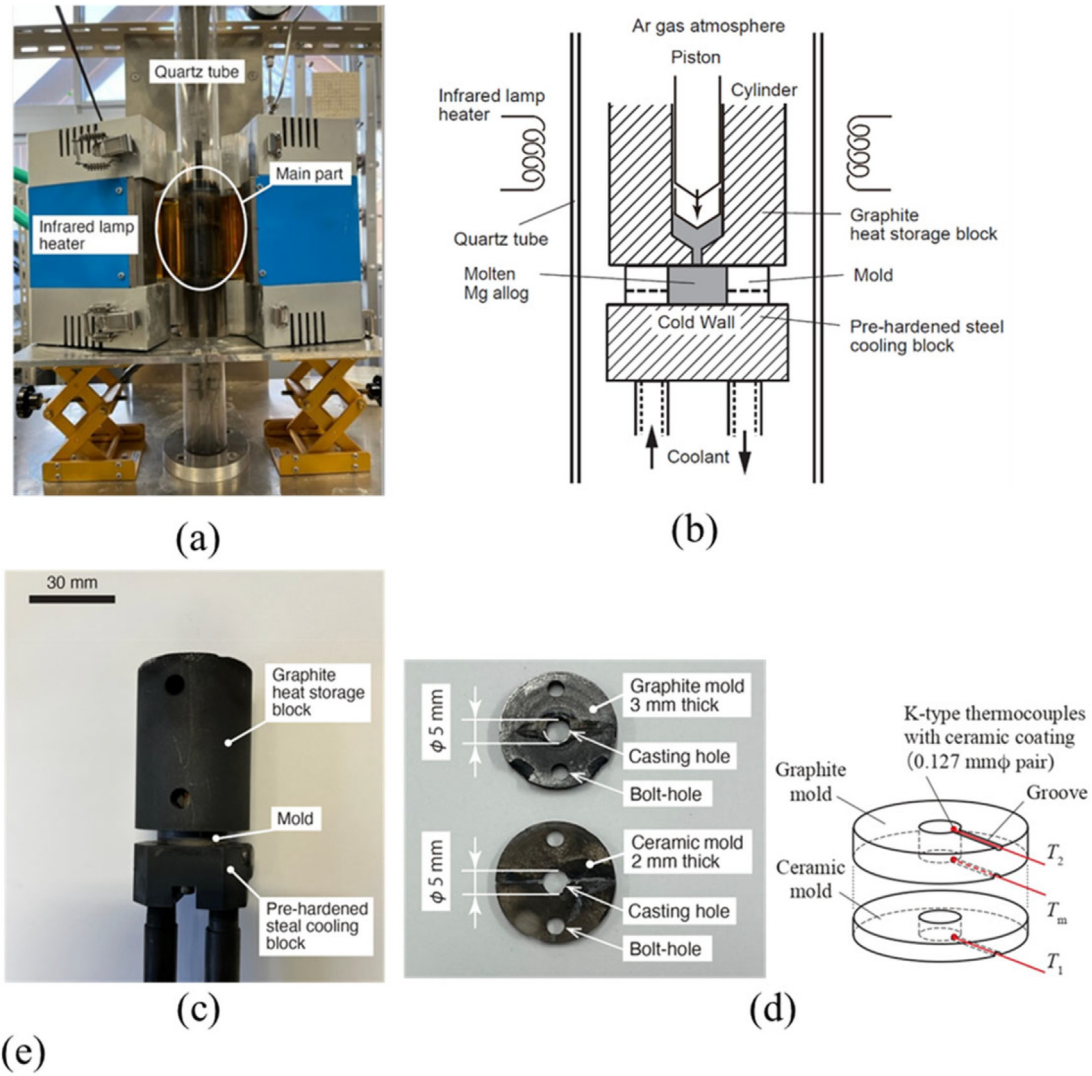 Quartz tube
Main part
Infrared lamp
heater
(a)
Ar gas atmosphere
Piston
Cylinder
Infrared lamp
heater
Graphite
heat storage block
Quartz tube
Molten
Mg allog
Mold
Cold Wall
Pre-hardened steel
cooling block
Coolant
(b)
30 mm
Graphite
heat storage
block
Mold
Pre-hardened
steal cooling
block
(c)
Graphite mold
3 mm thick
ϕ 5 mm
Casting hole
Bolt-hole
Ceramic mold
2 mm thick
ϕ 5 mm
Casting hole
Bolt-hole
K-type thermocouples
with ceramic coating
(0.127 mmϕ pair)
Graphite
mold
Groove
T2
Ceramic
mold
Tm
T1
(d)
(e)